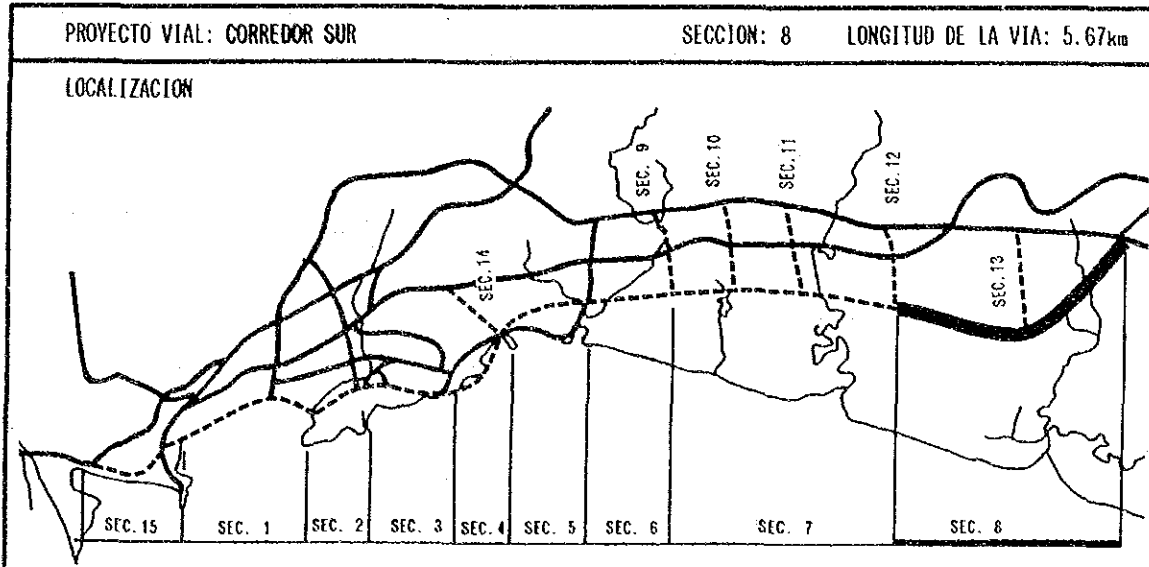 PROYECTO VIAL: CORREDOR SUR SECCION: 8 LONGITUD DE LA VIA: 5.67km
LOCALIZACION
SEC. 9
SEC. 10
SEC. 11
SEC. 12
SEC. 14
SEC. 13
SEC. 15 SEC. 1 SEC. 2 SEC. 3 SEC. 4 SEC. 5 SEC. 6 SEC. 7 SEC. 8